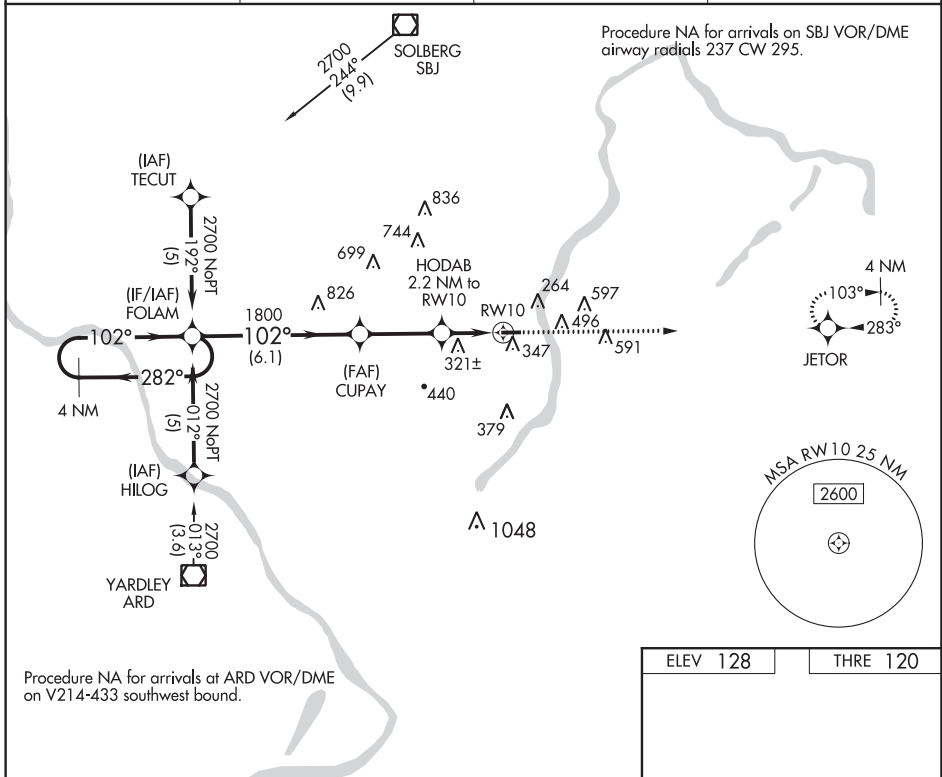 SOLBERG
SBJ
2700
244°
(9.9)
Procedure NA for arrivals on SBJ VOR/DME
airway radials 237 CW 295.
(IAF)
TECUT
2700 NoPT
192°
(5)
836
744
699
826
HODAB
2.2 NM to
RW10
RW10
264
597
496
591
347
321±
4 NM
103°
283°
JETOR
(IF/IAF)
FOLAM
1800
102°
(6.1)
102°
282°
4 NM
(FAF)
CUPAY
440
379
2700 NoPT
012°
(5)
(IAF)
HILOG
2700
013°
(3.6)
YARDLEY
ARD
1048
MSA RW10 25 NM
2600
Procedure NA for arrivals at ARD VOR/DME
on V214-433 southwest bound.
ELEV 128
THRE 120